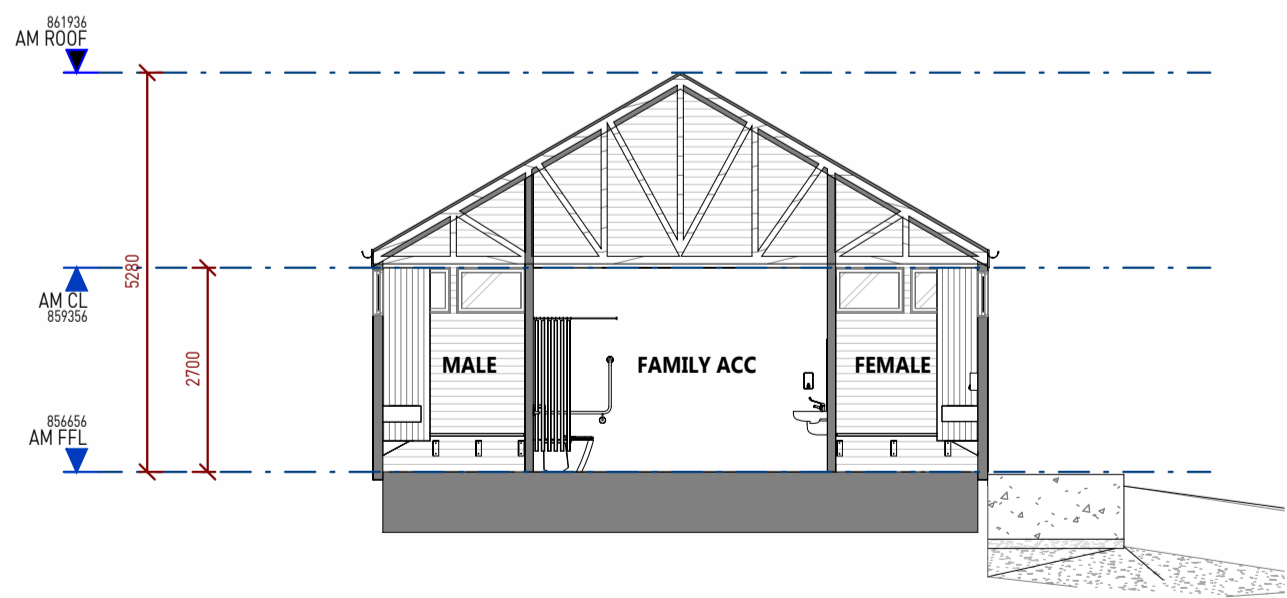 861936
AM ROOF
5280
AM CL
859356
2700
MALE
FAMILY ACC
FEMALE
856656
AM FFL